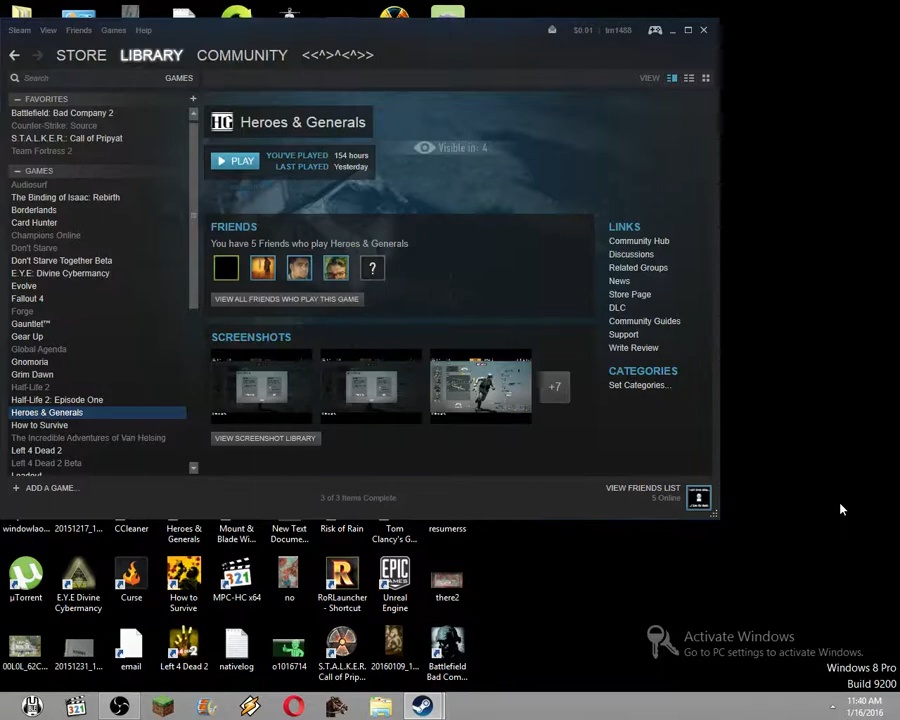 Steam View Friends Games Help $0.01 lm1488
STORE LIBRARY COMMUNITY <<^>^<^>>
Search GAMES VIEW
FAVORITES
Battlefield: Bad Company 2
Counter-Strike: Source
S.T.A.L.K.E.R.: Call of Pripyat
Team Fortress 2
GAMES
Audiosurf
The Binding of Isaac: Rebirth
Borderlands
Card Hunter
Champions Online
Don't Starve
Don't Starve Together Beta
E.Y.E: Divine Cybermancy
Evolve
Fallout 4
Forge
Gauntlet™
Gear Up
Global Agenda
Gnomoria
Grim Dawn
Half-Life 2
Half-Life 2: Episode One
Heroes & Generals
How to Survive
The Incredible Adventures of Van Helsing
Left 4 Dead 2
Left 4 Dead 2 Beta
Loadout
ADD A GAME...
HG Heroes & Generals
PLAY
YOU'VE PLAYED 154 hours
LAST PLAYED Yesterday
Visible in: 4
FRIENDS
You have 5 Friends who play Heroes & Generals
?
VIEW ALL FRIENDS WHO PLAY THIS GAME
SCREENSHOTS
+7
VIEW SCREENSHOT LIBRARY
LINKS
Community Hub
Discussions
Related Groups
News
Store Page
DLC
Community Guides
Support
Write Review
CATEGORIES
Set Categories...
3 of 3 Items Complete
VIEW FRIENDS LIST
5 Online
windowlao... 20151217_1... CCleaner Heroes & Generals Mount & Blade Wi... New Text Docume... Risk of Rain Tom Clancy's G... resumerss
µTorrent E.Y.E Divine Cybermancy Curse How to Survive MPC-HC x64 no RoRLauncher - Shortcut Unreal Engine there2
00L0L_62C... 20151231_1... email Left 4 Dead 2 nativelog o1016714 S.T.A.L.K.E.R. Call of Prip... 20160109_1... Battlefield Bad Com...
Activate Windows
Go to PC settings to activate Windows.
Windows 8 Pro
Build 9200
11:40 AM
1/16/2016